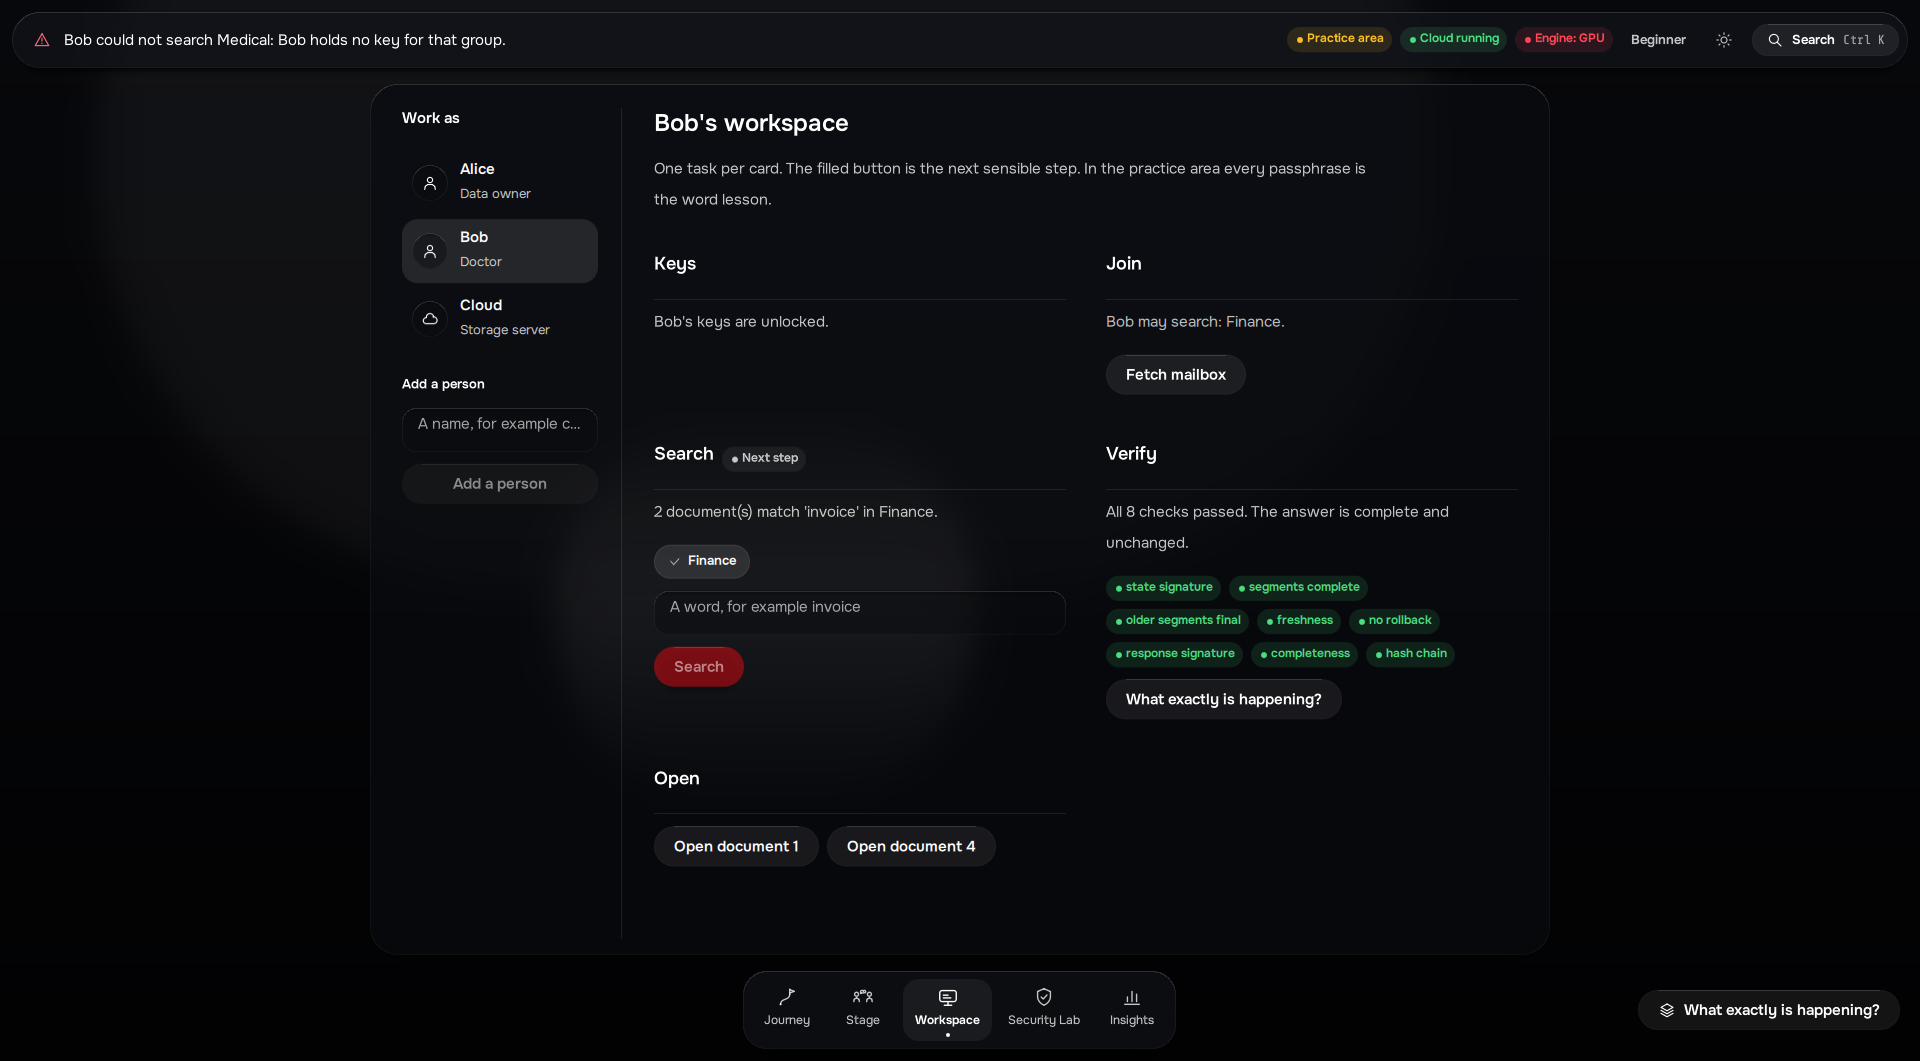 Bob could not search Medical: Bob holds no key for that group.
Practice area
Cloud running
Engine: GPU
Beginner
Search Ctrl K
Work as
Alice
Data owner
Bob
Doctor
Cloud
Storage server
Add a person
A name, for example c...
Add a person
Bob's workspace
One task per card. The filled button is the next sensible step. In the practice area every passphrase is
the word lesson.
Keys
Bob's keys are unlocked.
Join
Bob may search: Finance.
Fetch mailbox
Search
Next step
2 document(s) match 'invoice' in Finance.
Finance
A word, for example invoice
Search
Verify
All 8 checks passed. The answer is complete and
unchanged.
state signature
segments complete
older segments final
freshness
no rollback
response signature
completeness
hash chain
What exactly is happening?
Open
Open document 1
Open document 4
Journey
Stage
Workspace
Security Lab
Insights
What exactly is happening?